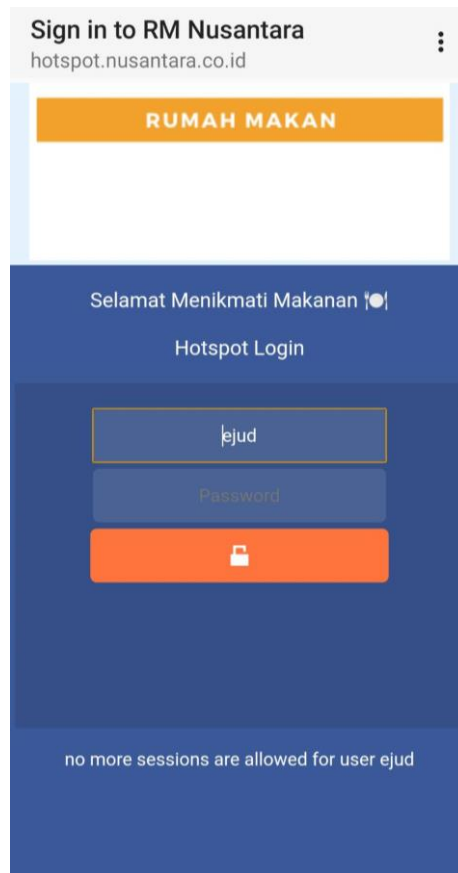 Sign in to RM Nusantara
hotspot.nusantara.co.id
RUMAH MAKAN
Selamat Menikmati Makanan 🍽
Hotspot Login
ejud
Password
no more sessions are allowed for user ejud